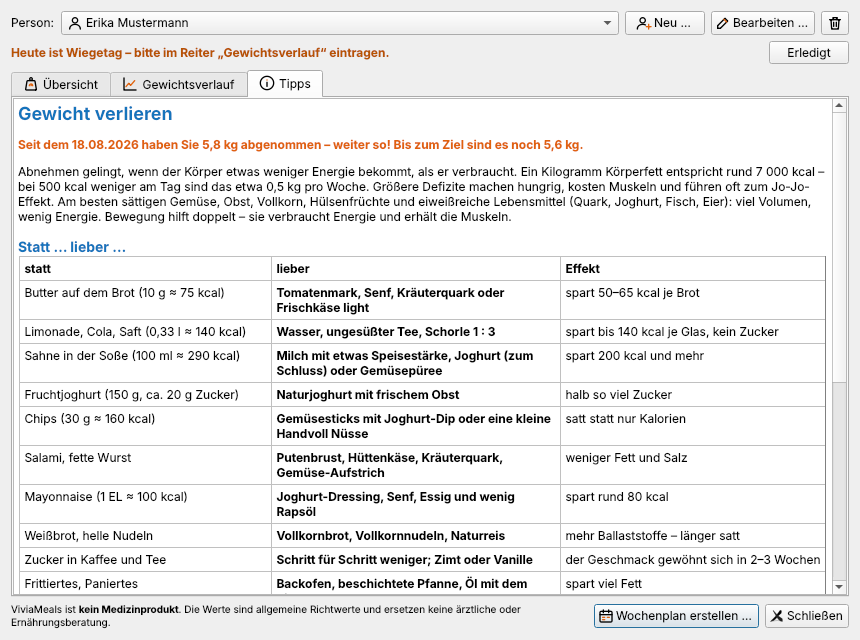 Person: Erika Mustermann Neu ... Bearbeiten ...
Heute ist Wiegetag – bitte im Reiter „Gewichtsverlauf“ eintragen. Erledigt
Übersicht Gewichtsverlauf Tipps
Gewicht verlieren
Seit dem 18.08.2026 haben Sie 5,8 kg abgenommen – weiter so! Bis zum Ziel sind es noch 5,6 kg.
Abnehmen gelingt, wenn der Körper etwas weniger Energie bekommt, als er verbraucht. Ein Kilogramm Körperfett entspricht rund 7 000 kcal –
bei 500 kcal weniger am Tag sind das etwa 0,5 kg pro Woche. Größere Defizite machen hungrig, kosten Muskeln und führen oft zum Jo-Jo-
Effekt. Am besten sättigen Gemüse, Obst, Vollkorn, Hülsenfrüchte und eiweißreiche Lebensmittel (Quark, Joghurt, Fisch, Eier): viel Volumen,
wenig Energie. Bewegung hilft doppelt – sie verbraucht Energie und erhält die Muskeln.
Statt ... lieber ...
statt lieber Effekt
Butter auf dem Brot (10 g ≈ 75 kcal) Tomatenmark, Senf, Kräuterquark oder spart 50–65 kcal je Brot
Frischkäse light
Limonade, Cola, Saft (0,33 l ≈ 140 kcal) Wasser, ungesüßter Tee, Schorle 1 : 3 spart bis 140 kcal je Glas, kein Zucker
Sahne in der Soße (100 ml ≈ 290 kcal) Milch mit etwas Speisestärke, Joghurt (zum spart 200 kcal und mehr
Schluss) oder Gemüsepüree
Fruchtjoghurt (150 g, ca. 20 g Zucker) Naturjoghurt mit frischem Obst halb so viel Zucker
Chips (30 g ≈ 160 kcal) Gemüsesticks mit Joghurt-Dip oder eine kleine satt statt nur Kalorien
Handvoll Nüsse
Salami, fette Wurst Putenbrust, Hüttenkäse, Kräuterquark, weniger Fett und Salz
Gemüse-Aufstrich
Mayonnaise (1 EL ≈ 100 kcal) Joghurt-Dressing, Senf, Essig und wenig spart rund 80 kcal
Rapsöl
Weißbrot, helle Nudeln Vollkornbrot, Vollkornnudeln, Naturreis mehr Ballaststoffe – länger satt
Zucker in Kaffee und Tee Schritt für Schritt weniger; Zimt oder Vanille der Geschmack gewöhnt sich in 2–3 Wochen
Frittiertes, Paniertes Backofen, beschichtete Pfanne, Öl mit dem spart viel Fett
ViviaMeals ist kein Medizinprodukt. Die Werte sind allgemeine Richtwerte und ersetzen keine ärztliche oder
Ernährungsberatung.
Wochenplan erstellen ... Schließen